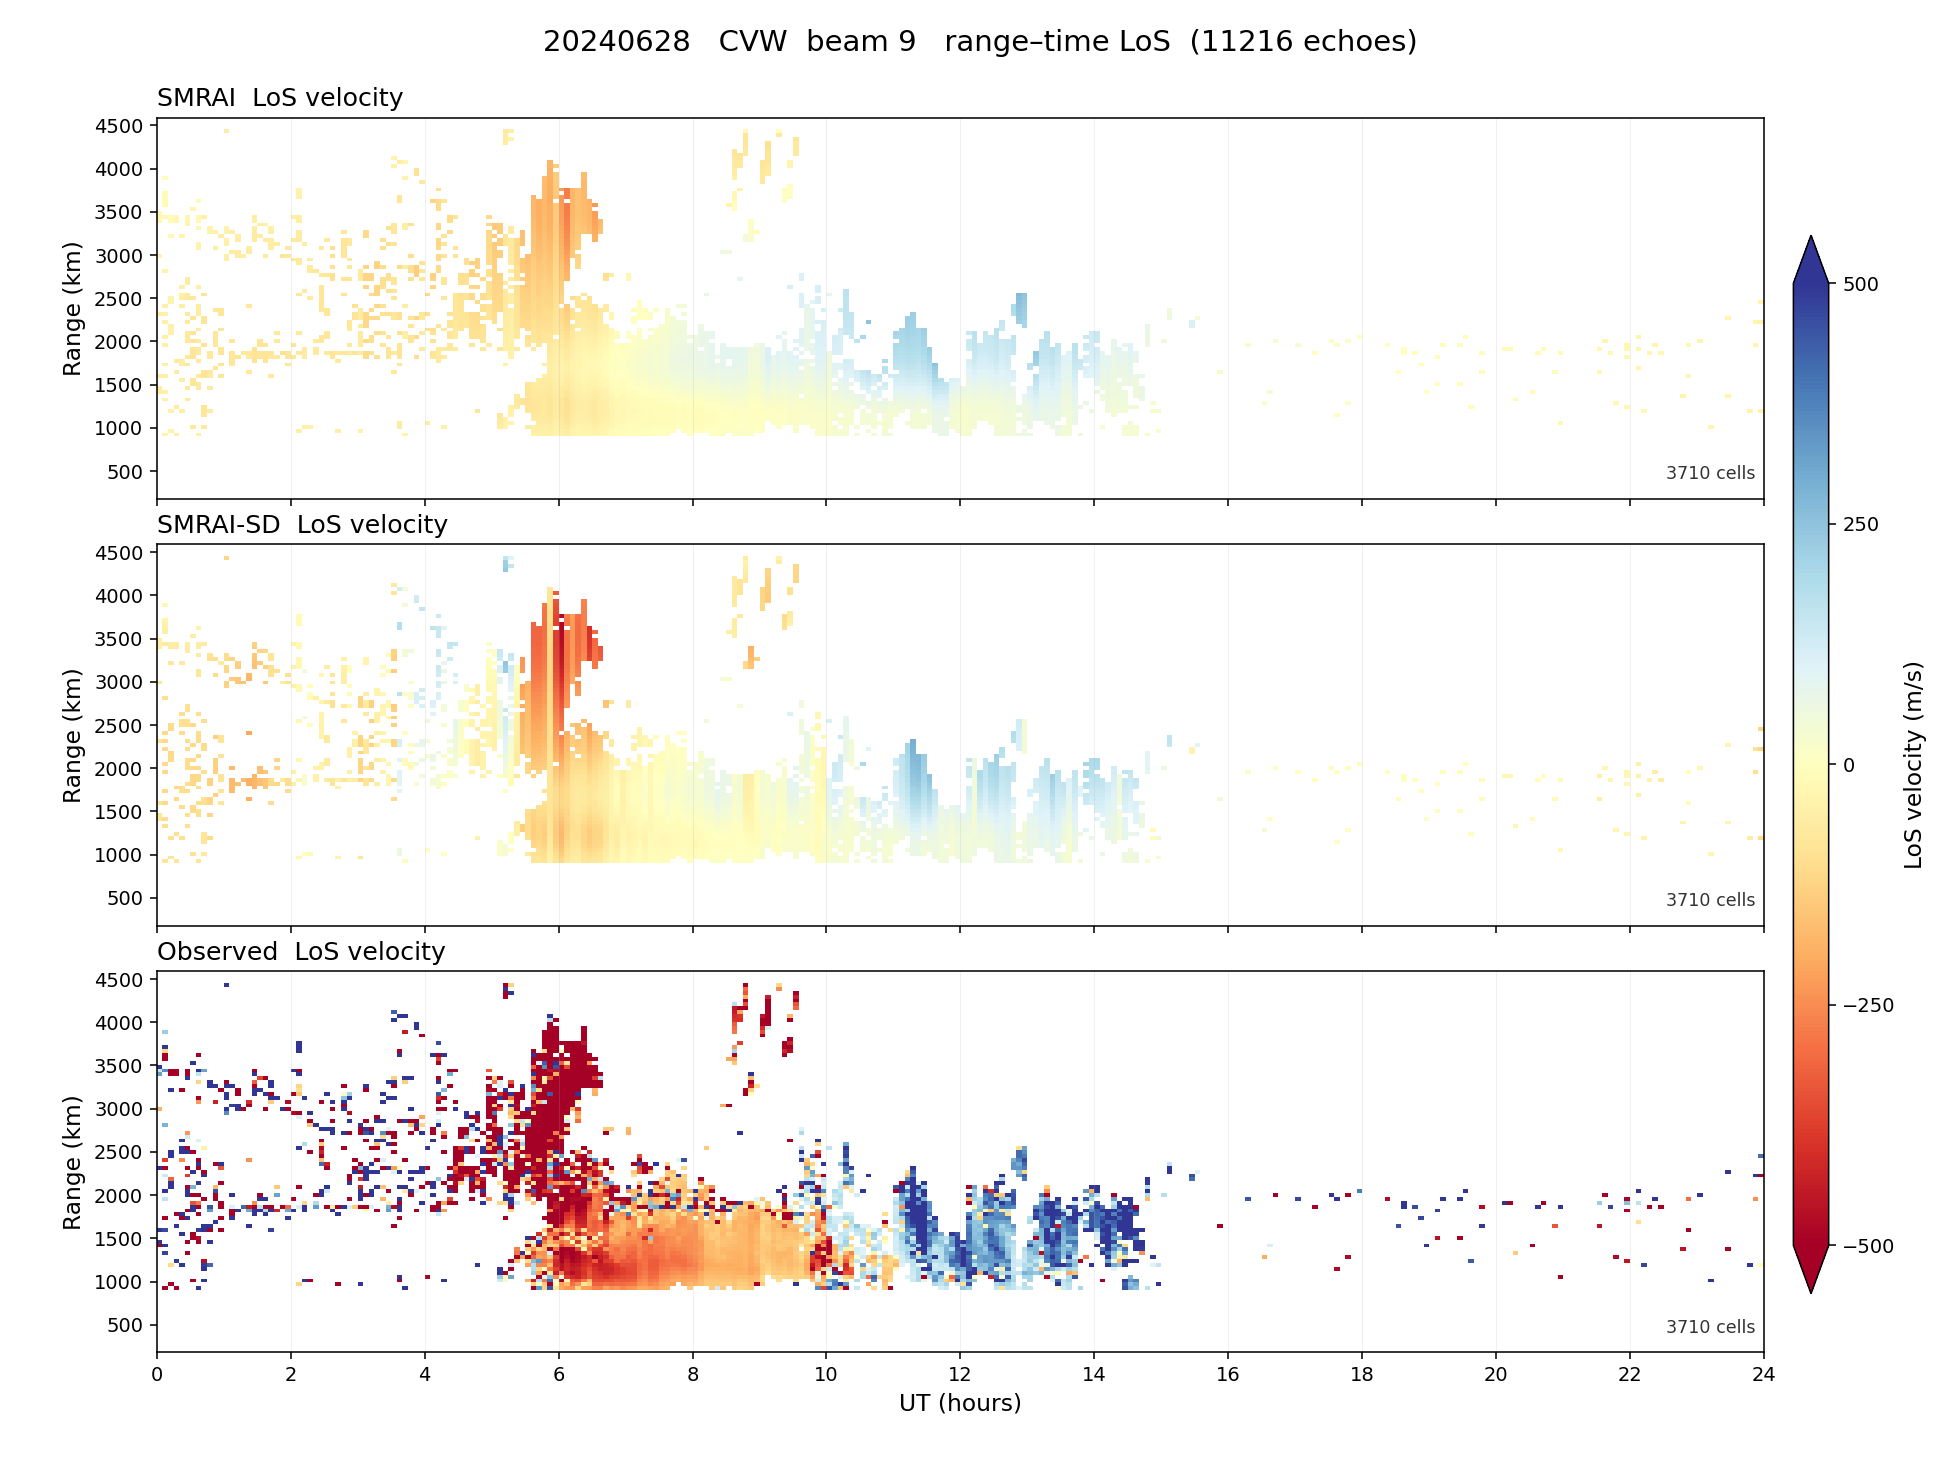 20240628   CVW  beam 9   range–time LoS  (11216 echoes)
SMRAI  LoS velocity
4500
4000
3500
3000
2500
2000
1500
1000
500
Range (km)
3710 cells
SMRAI-SD  LoS velocity
4500
4000
3500
3000
2500
2000
1500
1000
500
Range (km)
3710 cells
Observed  LoS velocity
4500
4000
3500
3000
2500
2000
1500
1000
500
Range (km)
3710 cells
0 2 4 6 8 10 12 14 16 18 20 22 24
UT (hours)
500
250
0
−250
−500
LoS velocity (m/s)